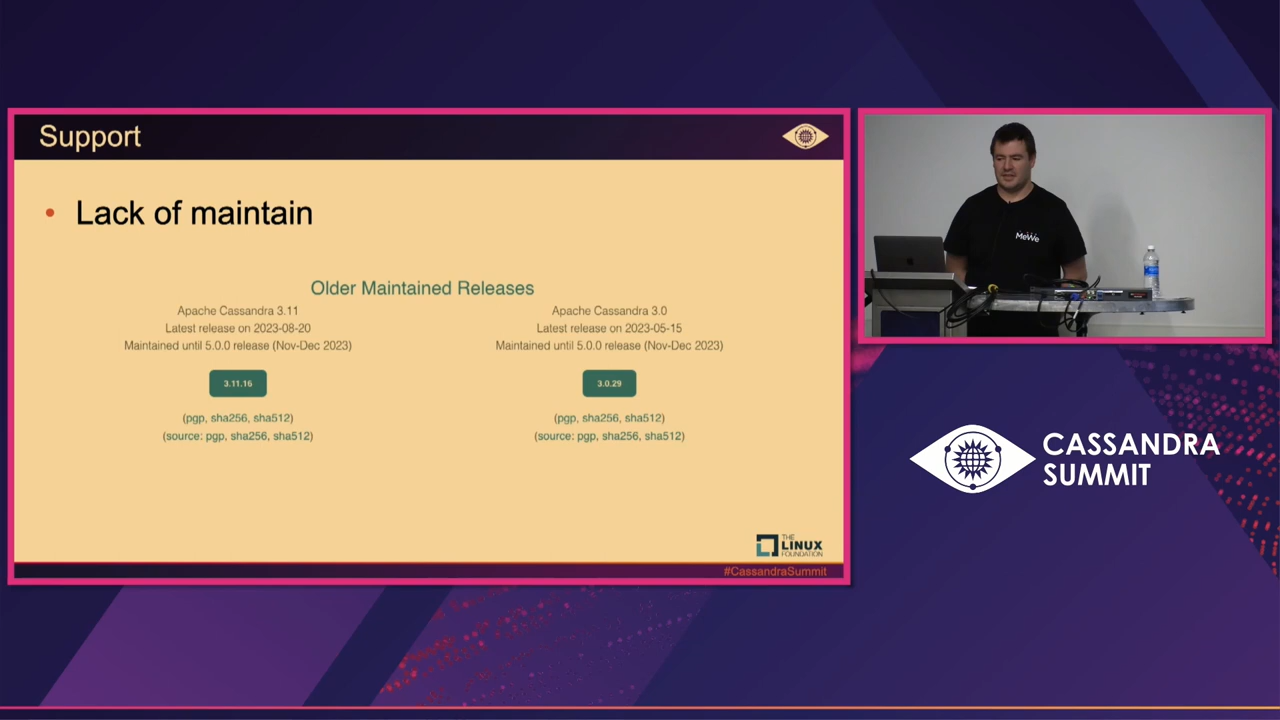 Support
• Lack of maintain
Older Maintained Releases
Apache Cassandra 3.11
Latest release on 2023-08-20
Maintained until 5.0.0 release (Nov-Dec 2023)
3.11.16
(pgp, sha256, sha512)
(source: pgp, sha256, sha512)
Apache Cassandra 3.0
Latest release on 2023-05-15
Maintained until 5.0.0 release (Nov-Dec 2023)
3.0.29
(pgp, sha256, sha512)
(source: pgp, sha256, sha512)
THE
LINUX
FOUNDATION
#CassandraSummit
MeWe
CASSANDRA
SUMMIT